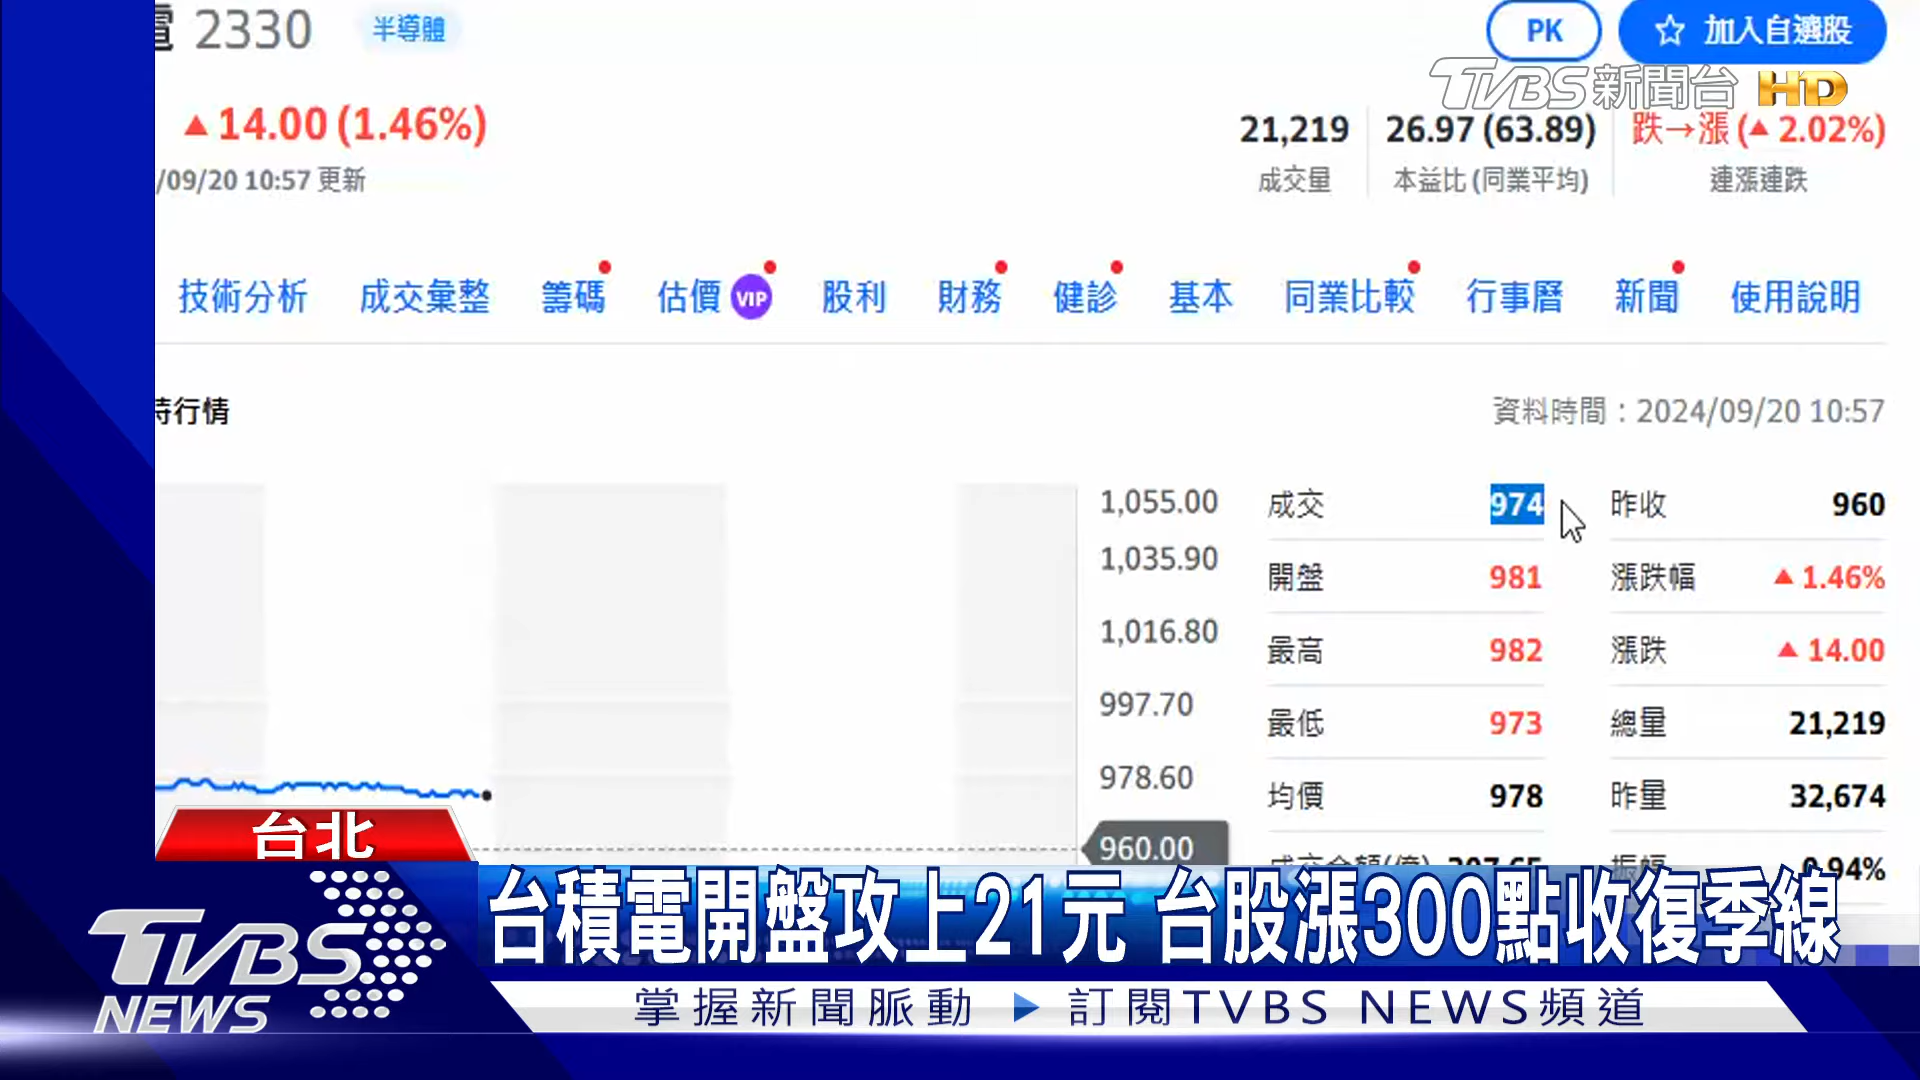 電 2330 半導體 PK 加入自選股
TVBS新聞台 HD
▲14.00 (1.46%) 21,219 26.97 (63.89) 跌→漲 (▲ 2.02%)
/09/20 10:57 更新 成交量 本益比 (同業平均) 連漲連跌
技術分析 成交彙整 籌碼 估價 VIP 股利 財務 健診 基本 同業比較 行事曆 新聞 使用說明
時行情 資料時間：2024/09/20 10:57
1,055.00 成交 974 昨收 960
1,035.90 開盤 981 漲跌幅 ▲ 1.46%
1,016.80 最高 982 漲跌 ▲ 14.00
997.70 最低 973 總量 21,219
978.60 均價 978 昨量 32,674
960.00 成交金額(億) 207.65 振幅 0.94%
台北
台積電開盤攻上21元 台股漲300點收復季線
TVBS NEWS
掌握新聞脈動 ▶ 訂閱TVBS NEWS頻道